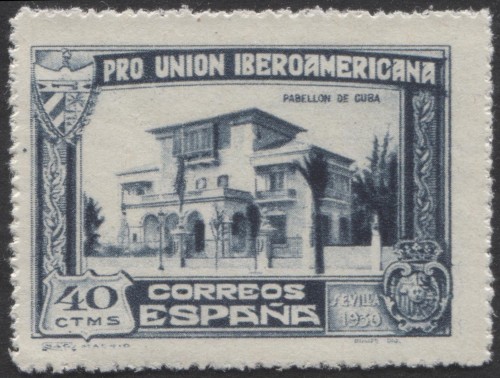 PRO UNION IBEROAMERICANA
PABELLON DE CUBA
40
CTMS
CORREOS
ESPAÑA
SEVILLA
1930